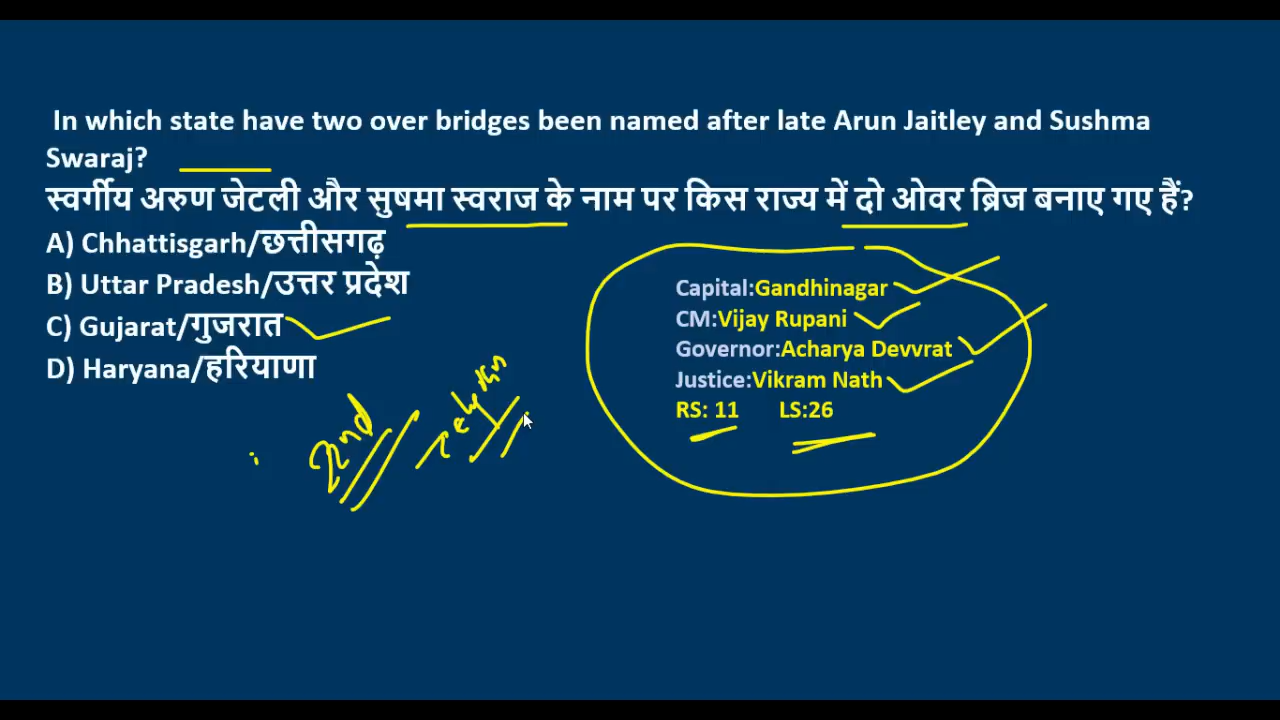 In which state have two over bridges been named after late Arun Jaitley and Sushma
Swaraj?
स्वर्गीय अरुण जेटली और सुषमा स्वराज के नाम पर किस राज्य में दो ओवर ब्रिज बनाए गए हैं?
A) Chhattisgarh/छत्तीसगढ़
B) Uttar Pradesh/उत्तर प्रदेश
C) Gujarat/गुजरात
D) Haryana/हरियाणा
Capital:Gandhinagar
CM:Vijay Rupani
Governor:Acharya Devvrat
Justice:Vikram Nath
RS: 11 LS:26
2nd